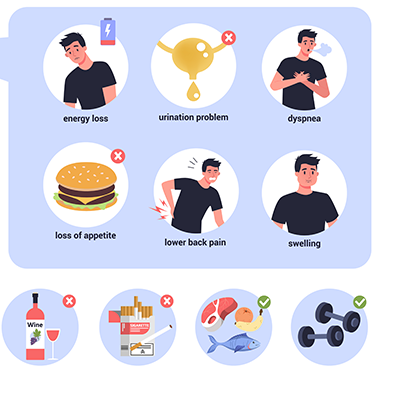 energy loss
urination problem
dyspnea
loss of appetite
lower back pain
swelling
Wine